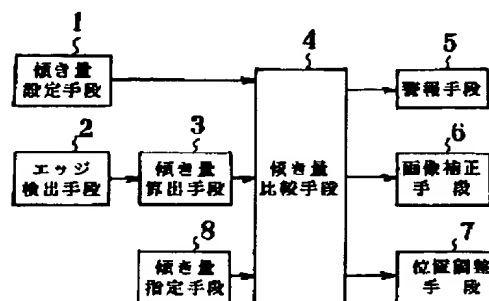 1
傾き量
設定手段
2
エッジ
検出手段
3
傾き量
算出手段
8
傾き量
指定手段
4
傾き量
比較手段
5
警報手段
6
画像補正
手段
7
位置調整
手段